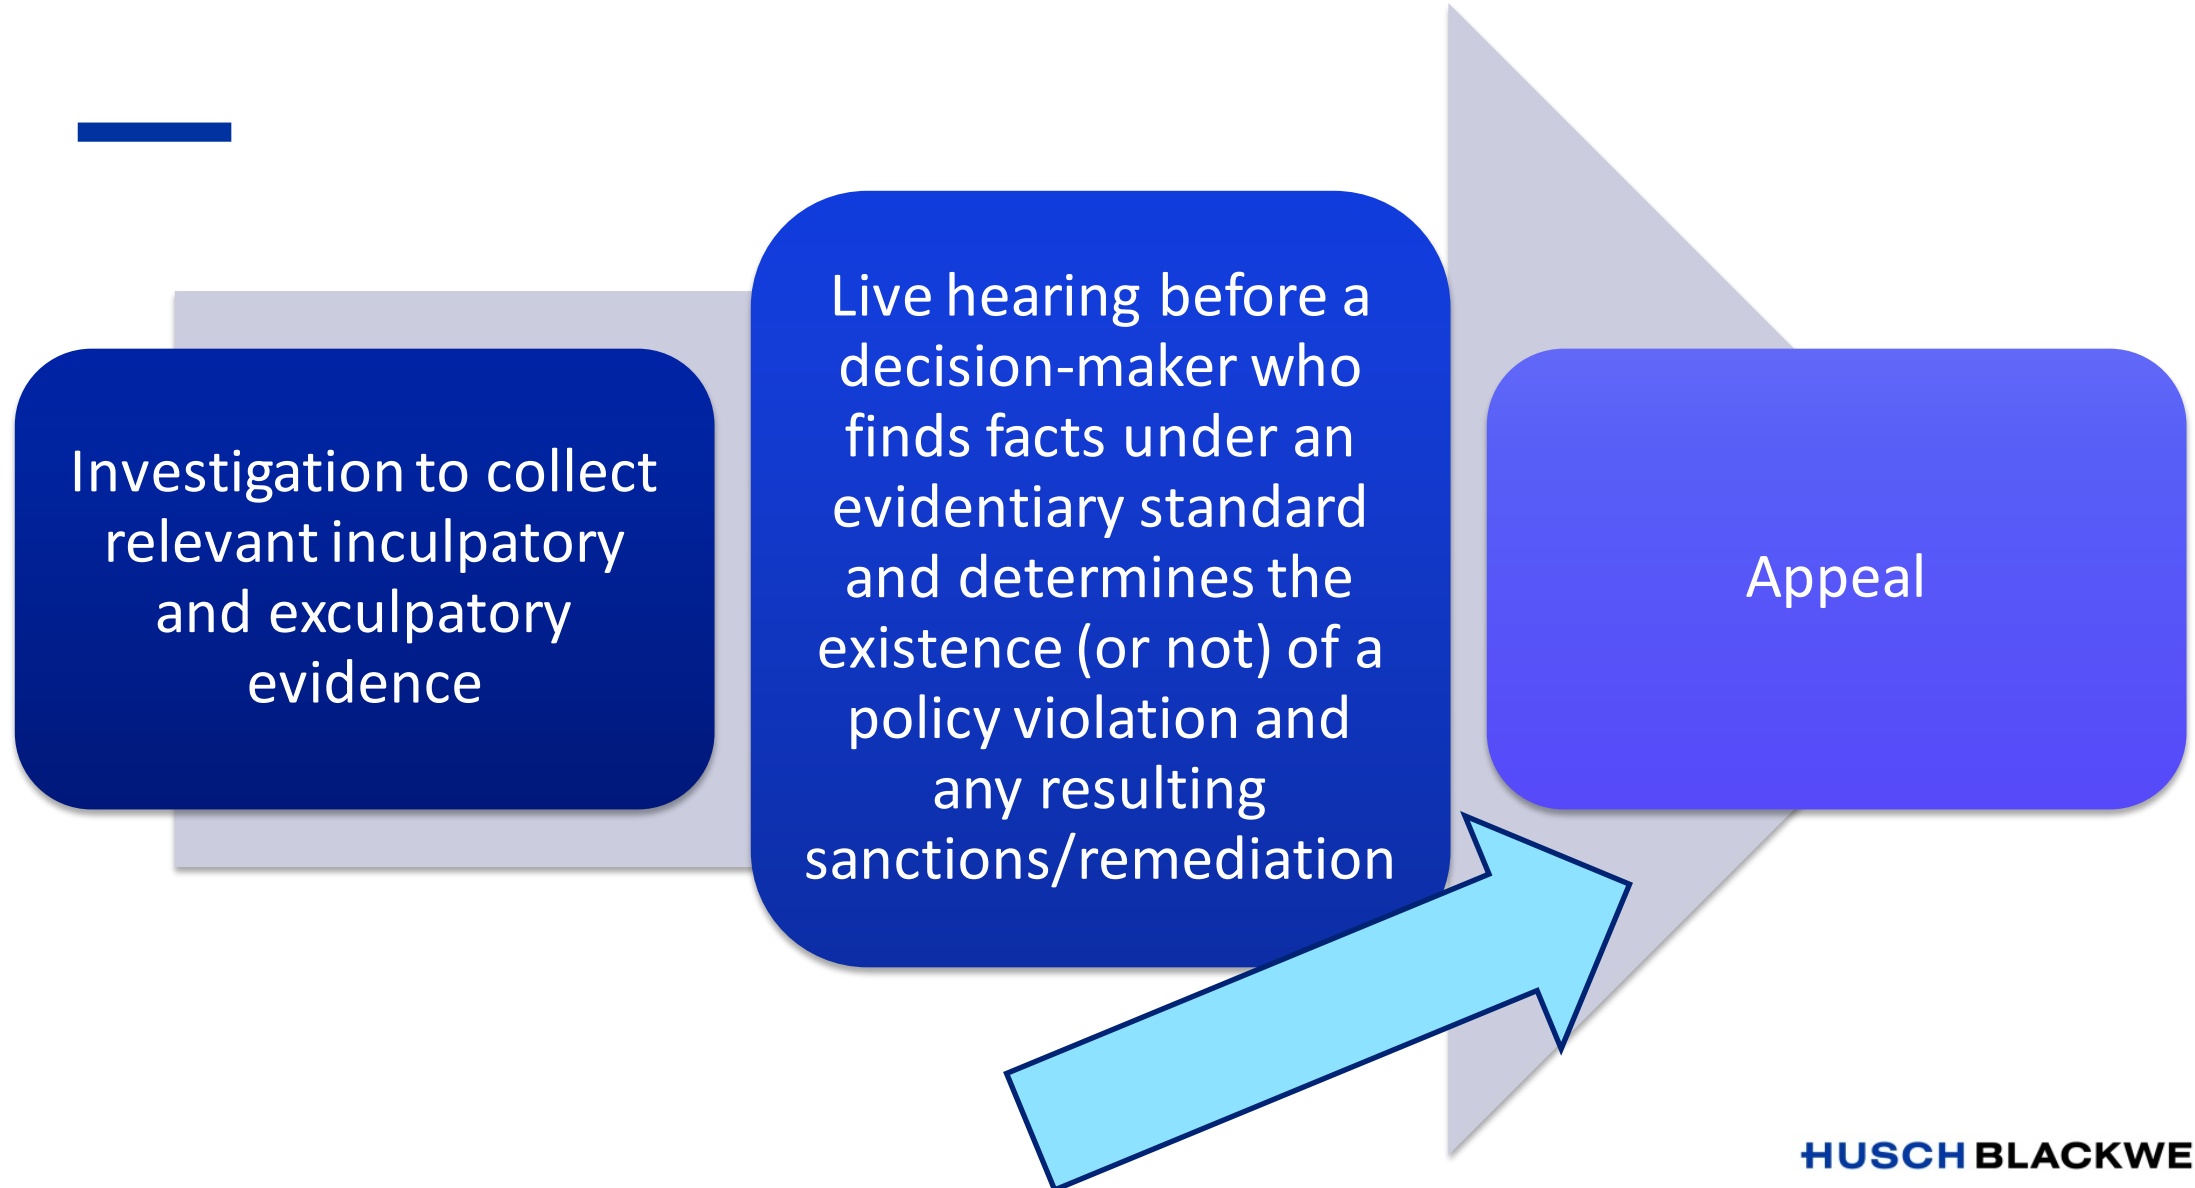 Investigation to collect
relevant inculpatory
and exculpatory
evidence
Live hearing before a
decision-maker who
finds facts under an
evidentiary standard
and determines the
existence (or not) of a
policy violation and
any resulting
sanctions/remediation
Appeal
HUSCH BLACKWE